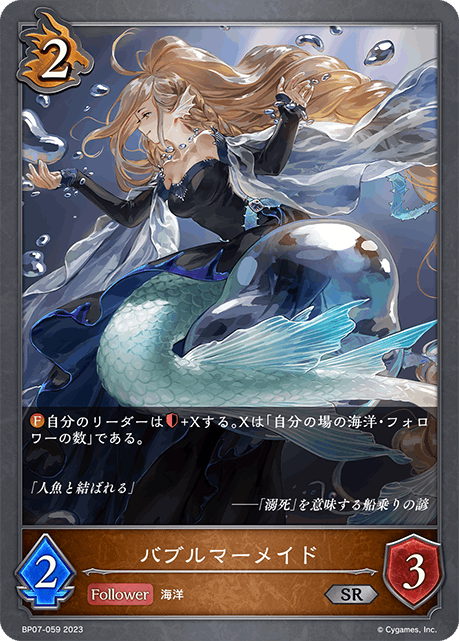 2
F自分のリーダーは+Xする。Xは「自分の場の海洋・フォロ
ワーの数」である。
「人魚と結ばれる」
──「溺死」を意味する船乗りの諺
バブルマーメイド
2
Follower 海洋
SR
3
BP07-059 2023
© Cygames, Inc.